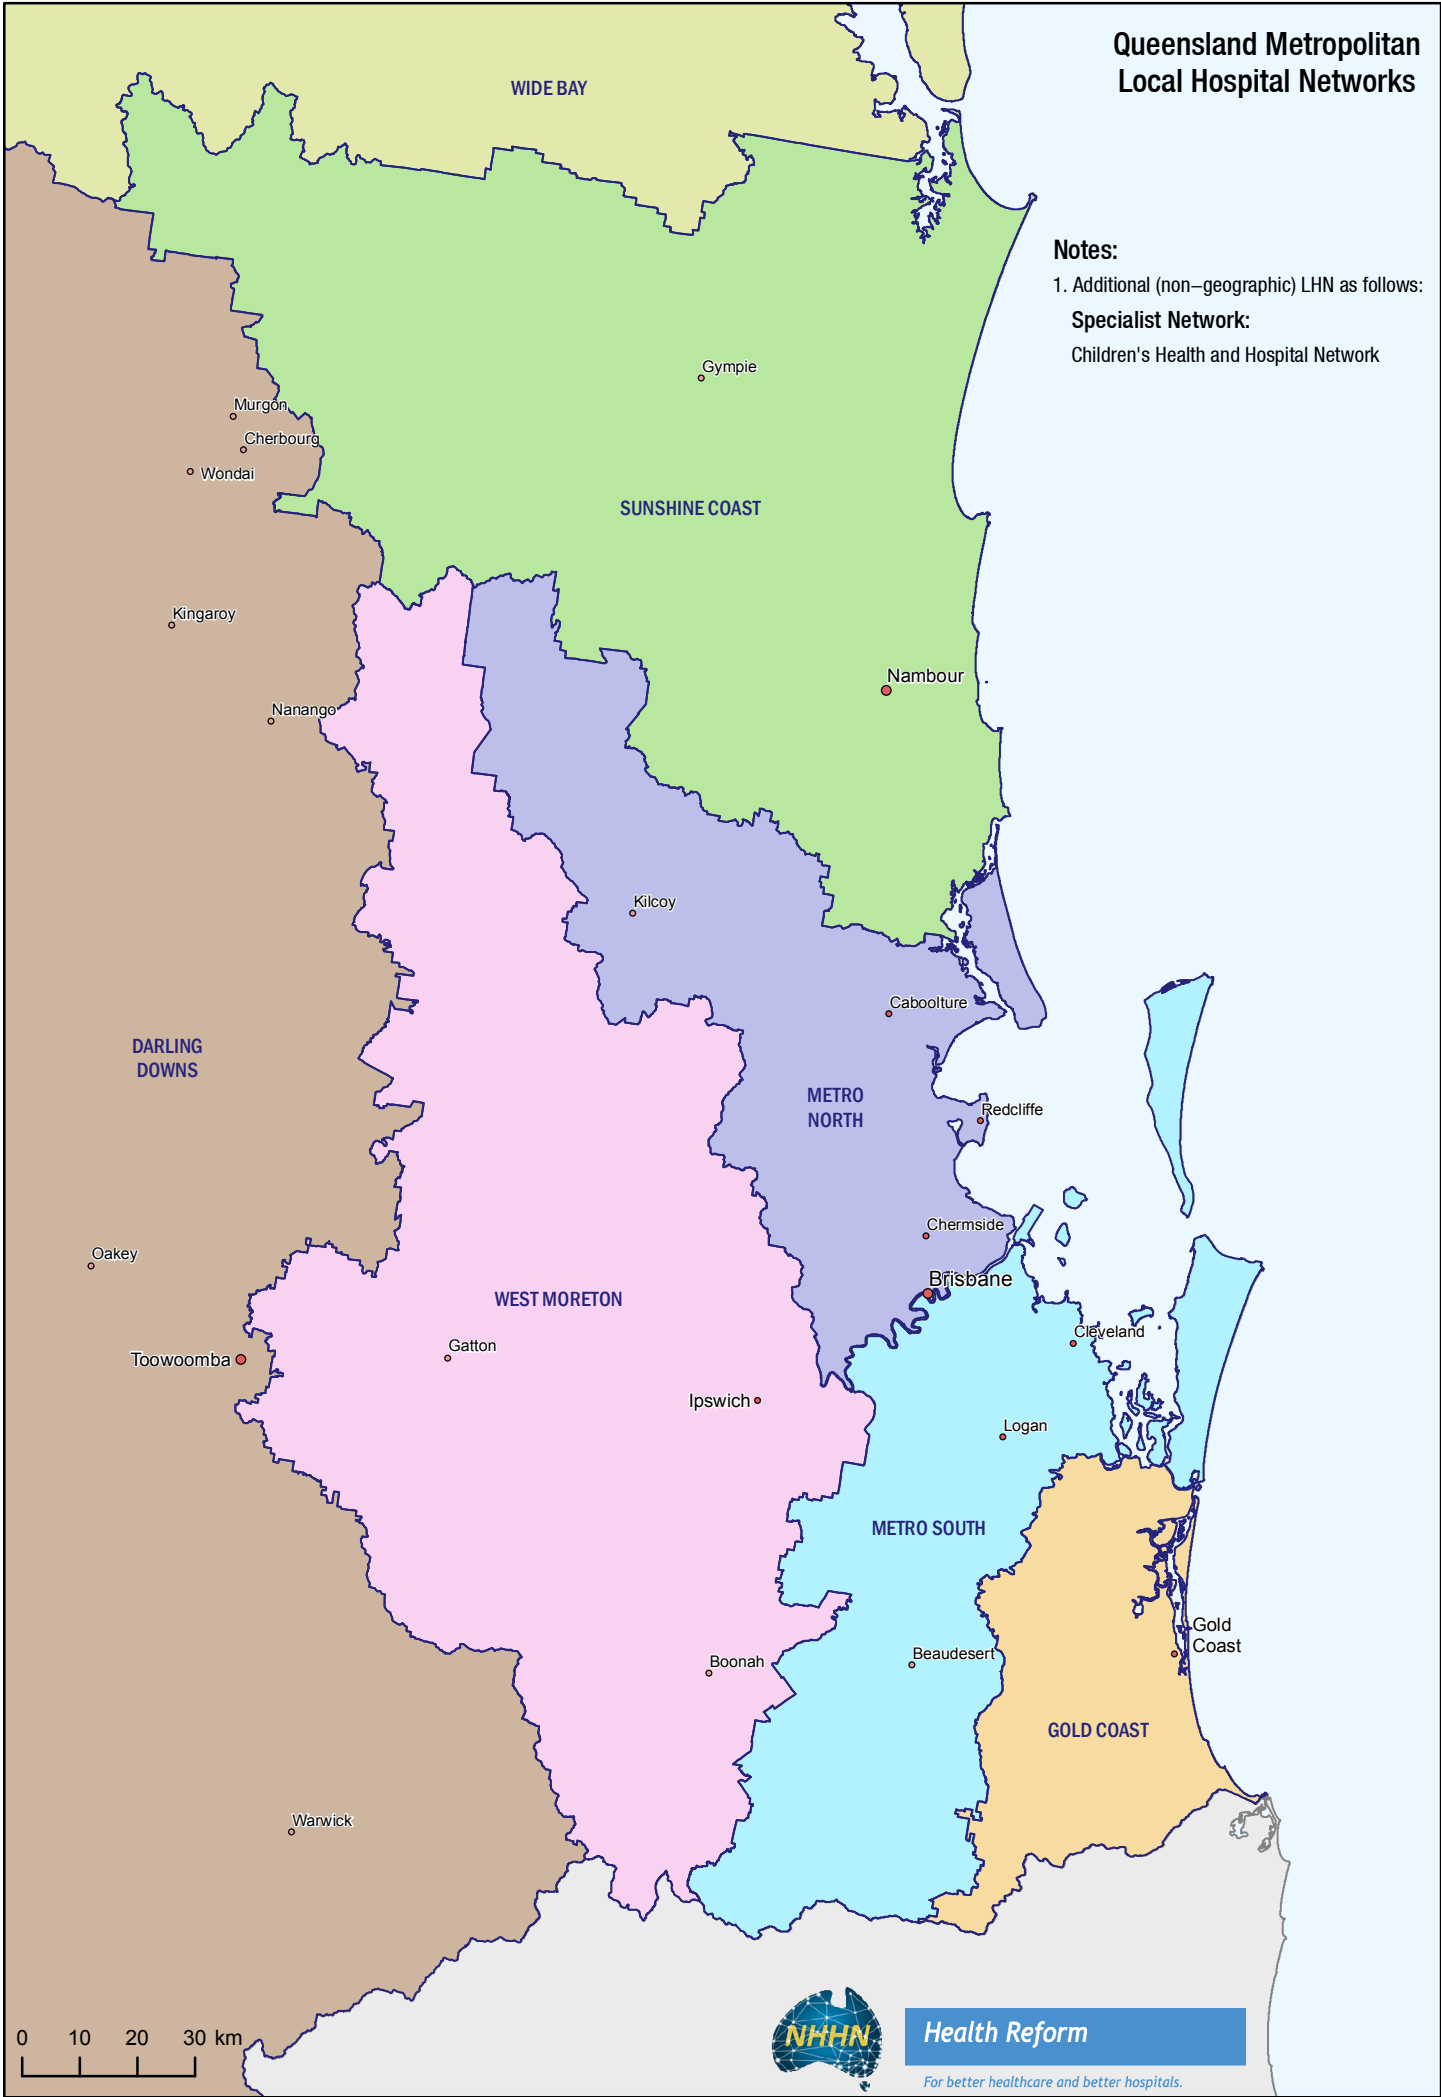 Queensland Metropolitan
Local Hospital Networks
WIDE BAY
Notes:
1. Additional (non–geographic) LHN as follows:
Specialist Network:
Children's Health and Hospital Network
Gympie
Murgon
Cherbourg
Wondai
SUNSHINE COAST
Kingaroy
Nambour
Nanango
Kilcoy
Caboolture
DARLING
DOWNS
METRO
NORTH
Redcliffe
Chermside
Oakey
Brisbane
WEST MORETON
Cleveland
Gatton
Toowoomba
Ipswich
Logan
METRO SOUTH
Gold
Coast
Beaudesert
Boonah
GOLD COAST
Warwick
0 10 20 30 km
NHHN
Health Reform
For better healthcare and better hospitals.